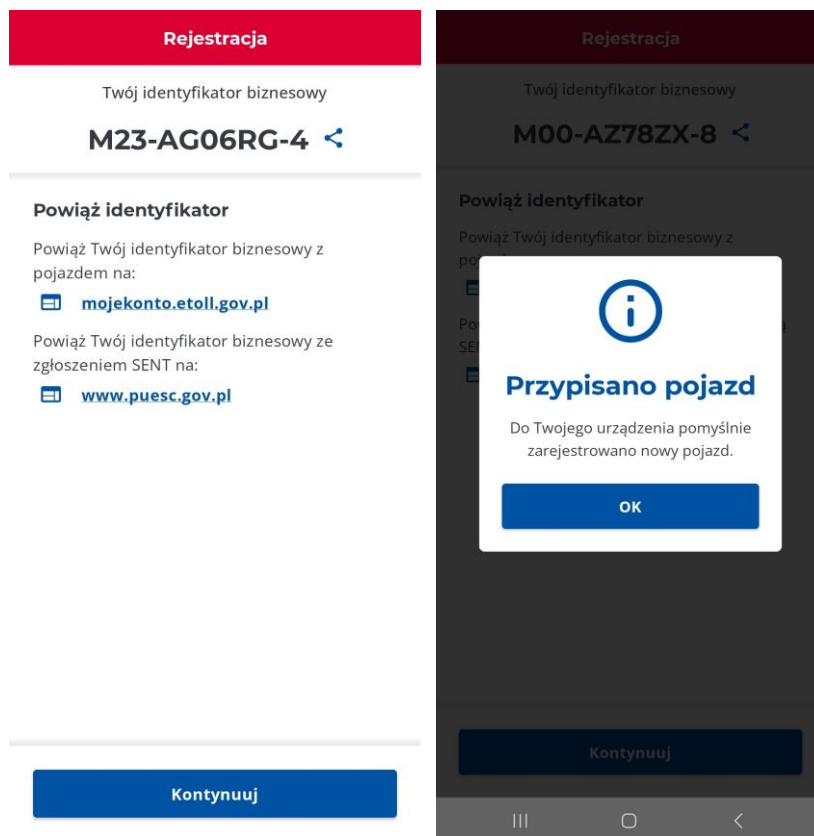 Rejestracja
Twój identyfikator biznesowy
M23-AG06RG-4
Powiąż identyfikator
Powiąż Twój identyfikator biznesowy z
pojazdem na:
mojekonto.etoll.gov.pl
Powiąż Twój identyfikator biznesowy ze
zgłoszeniem SENT na:
www.puesc.gov.pl
Kontynuuj
Rejestracja
Twój identyfikator biznesowy
M00-AZ78ZX-8
Powiąż identyfikator
Powiąż Twój identyfikator biznesowy z
Przypisano pojazd
Do Twojego urządzenia pomyślnie
zarejestrowano nowy pojazd.
OK
Kontynuuj